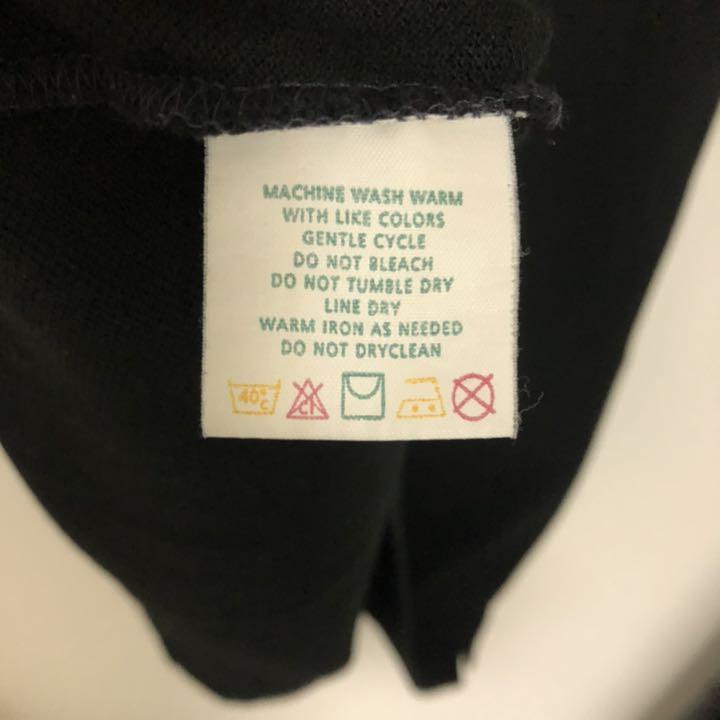 MACHINE WASH WARM
WITH LIKE COLORS
GENTLE CYCLE
DO NOT BLEACH
DO NOT TUMBLE DRY
LINE DRY
WARM IRON AS NEEDED
DO NOT DRYCLEAN
40°C Cl